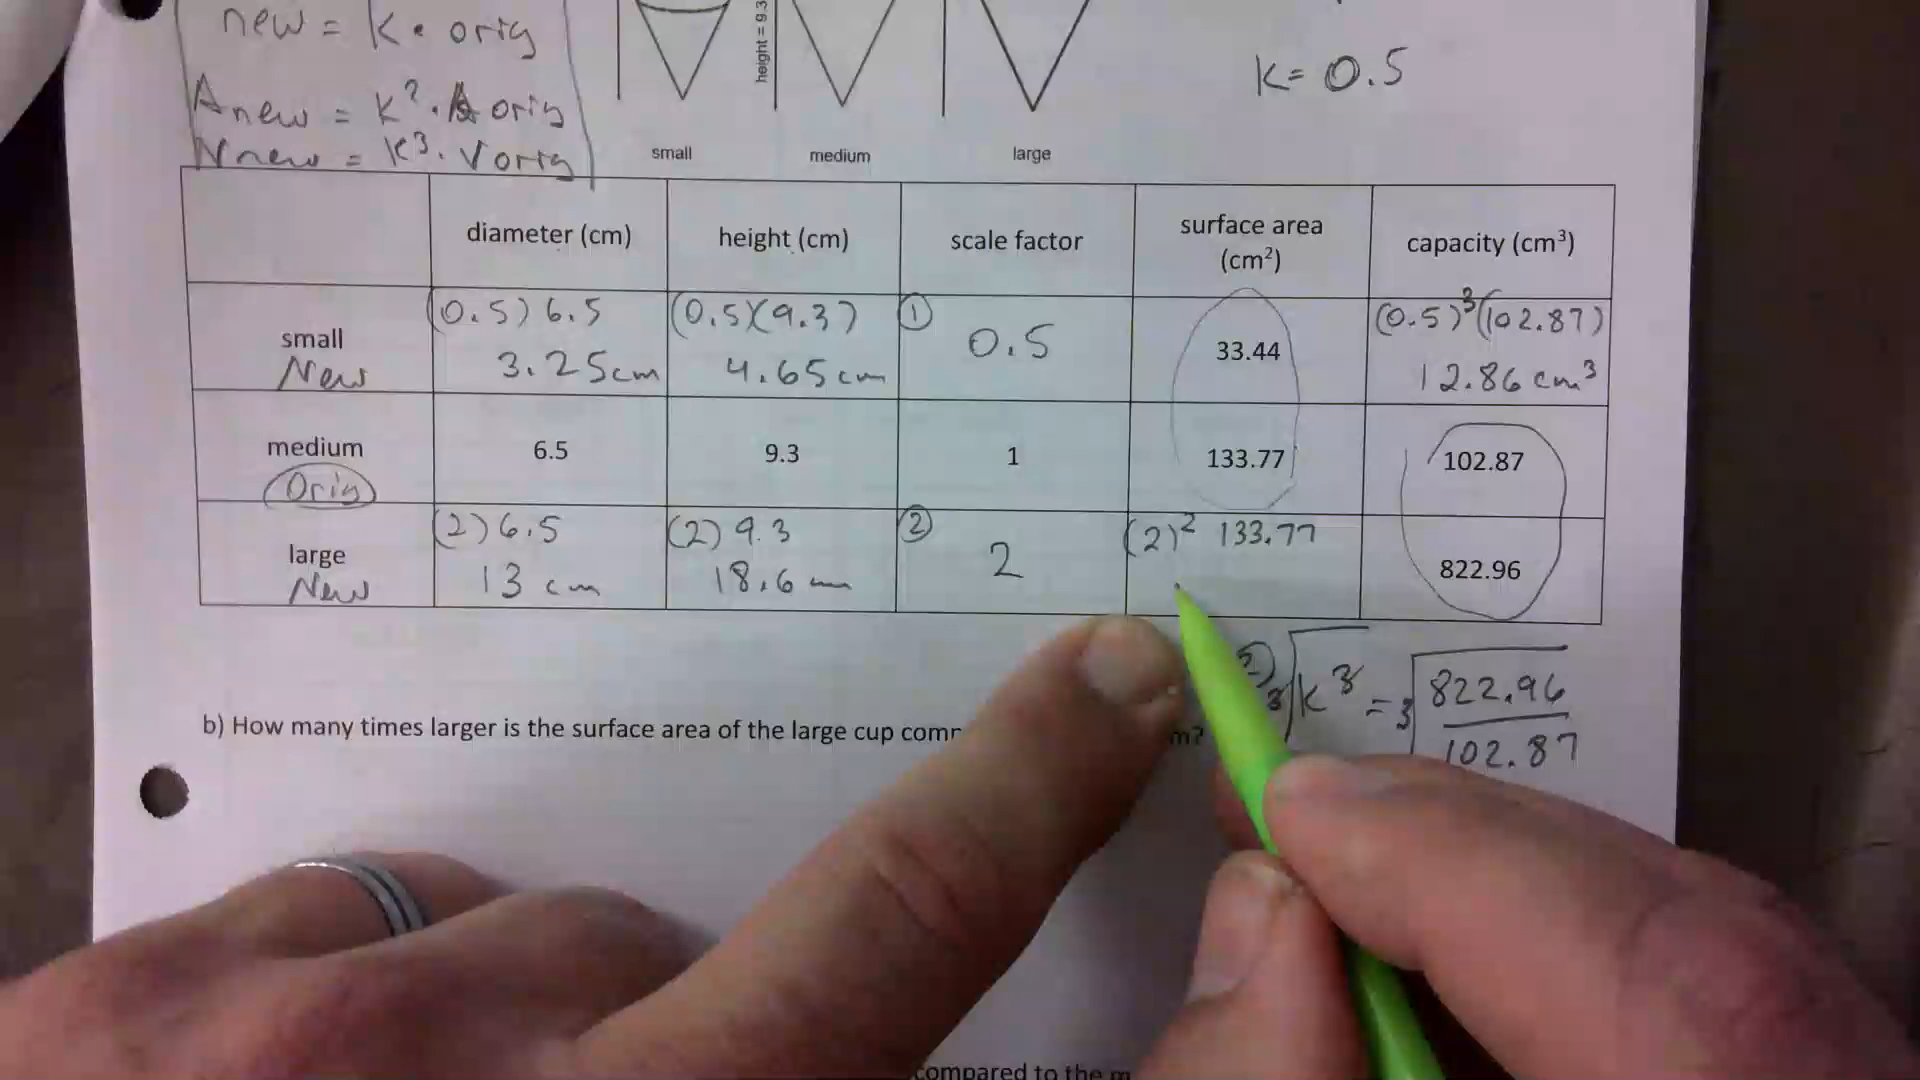 new = k • orig
Anew = k². A orig
Vnew = k³. V orig
height = 9.3
k = 0.5
small
medium
large
diameter (cm)
height (cm)
scale factor
surface area
(cm²)
capacity (cm³)
small
New
(0.5) 6.5
3.25cm
(0.5)(9.3)
4.65 cm
①
0.5
33.44
(0.5)³(102.87)
12.86 cm³
medium
Orig
6.5
9.3
1
133.77
102.87
large
New
(2) 6.5
13 cm
(2) 9.3
18.6 cm
②
2
(2)² 133.77
822.96
∛k³ = ∛822.96
102.87
b) How many times larger is the surface area of the large cup
compared to the